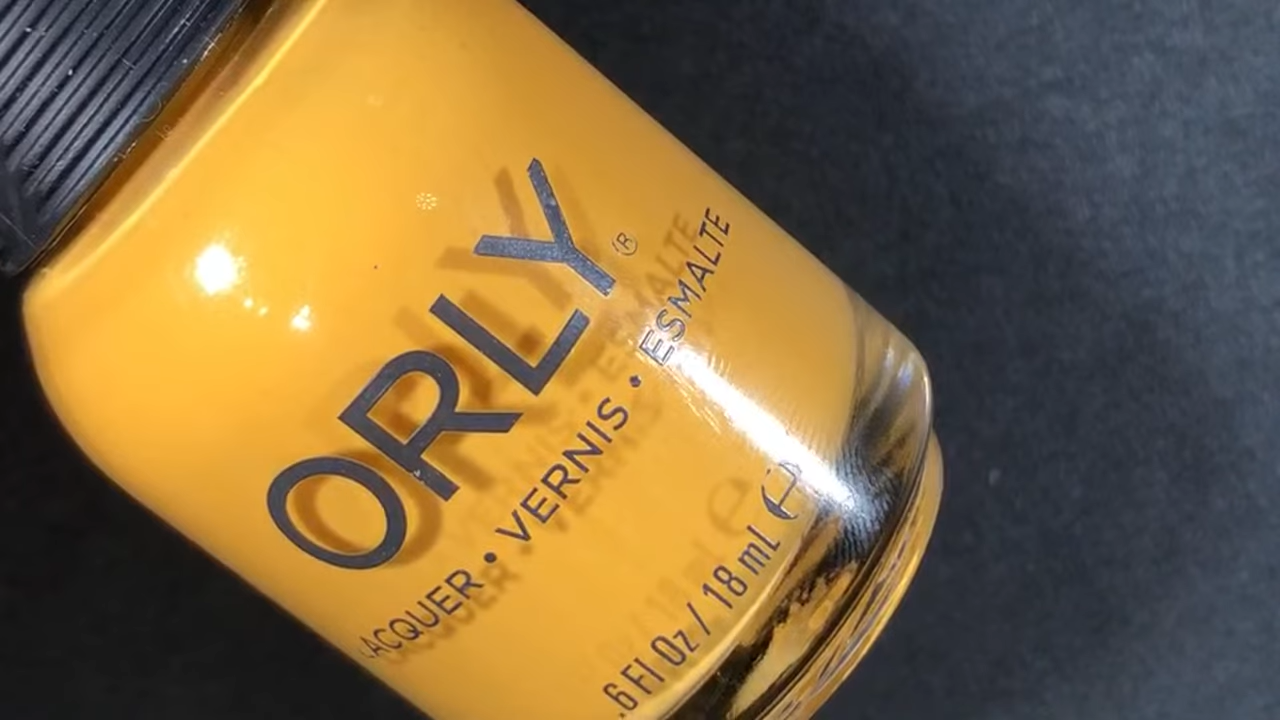 ORLY®
LACQUER • VERNIS • ESMALTE
.6 Fl Oz / 18 mL ℮